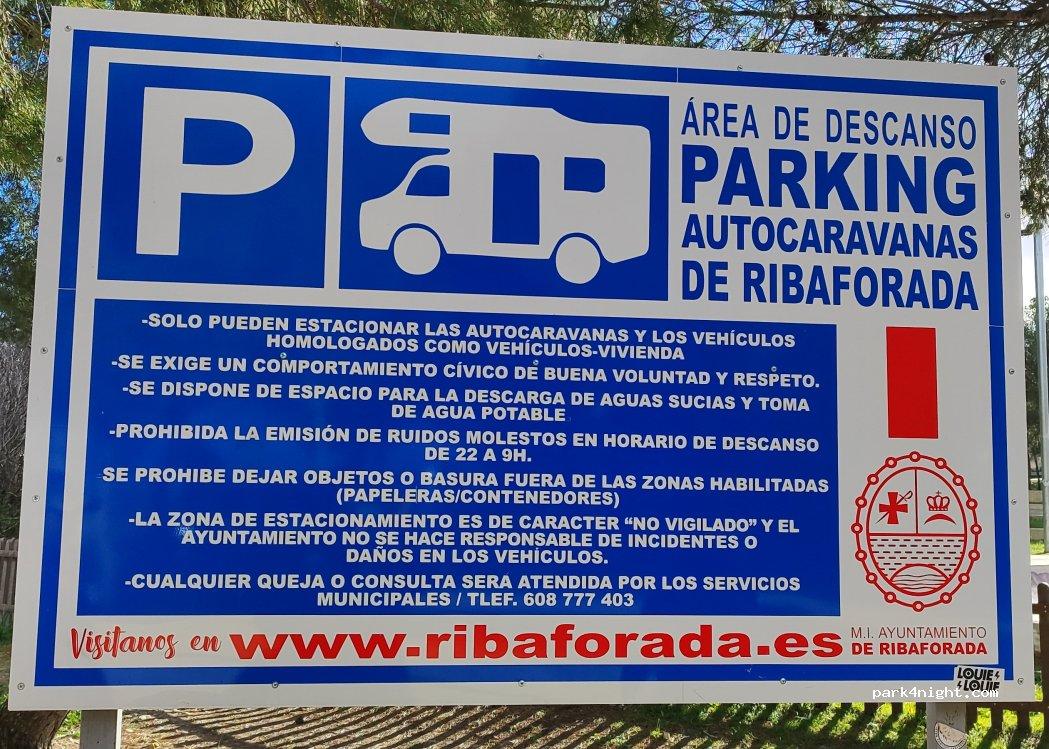 P
ÁREA DE DESCANSO
PARKING
AUTOCARAVANAS
DE RIBAFORADA
-SOLO PUEDEN ESTACIONAR LAS AUTOCARAVANAS Y LOS VEHÍCULOS
HOMOLOGADOS COMO VEHÍCULOS-VIVIENDA
-SE EXIGE UN COMPORTAMIENTO CÍVICO DE BUENA VOLUNTAD Y RESPETO.
-SE DISPONE DE ESPACIO PARA LA DESCARGA DE AGUAS SUCIAS Y TOMA
DE AGUA POTABLE
-PROHIBIDA LA EMISIÓN DE RUIDOS MOLESTOS EN HORARIO DE DESCANSO
DE 22 A 9H.
SE PROHIBE DEJAR OBJETOS O BASURA FUERA DE LAS ZONAS HABILITADAS
(PAPELERAS/CONTENEDORES)
-LA ZONA DE ESTACIONAMIENTO ES DE CARACTER “NO VIGILADO” Y EL
AYUNTAMIENTO NO SE HACE RESPONSABLE DE INCIDENTES O
DAÑOS EN LOS VEHÍCULOS.
-CUALQUIER QUEJA O CONSULTA SERA ATENDIDA POR LOS SERVICIOS
MUNICIPALES / TLEF. 608 777 403
Visitanos en www.ribaforada.es
M.I. AYUNTAMIENTO
DE RIBAFORADA
LOUIE
LOUIE
park4night.com